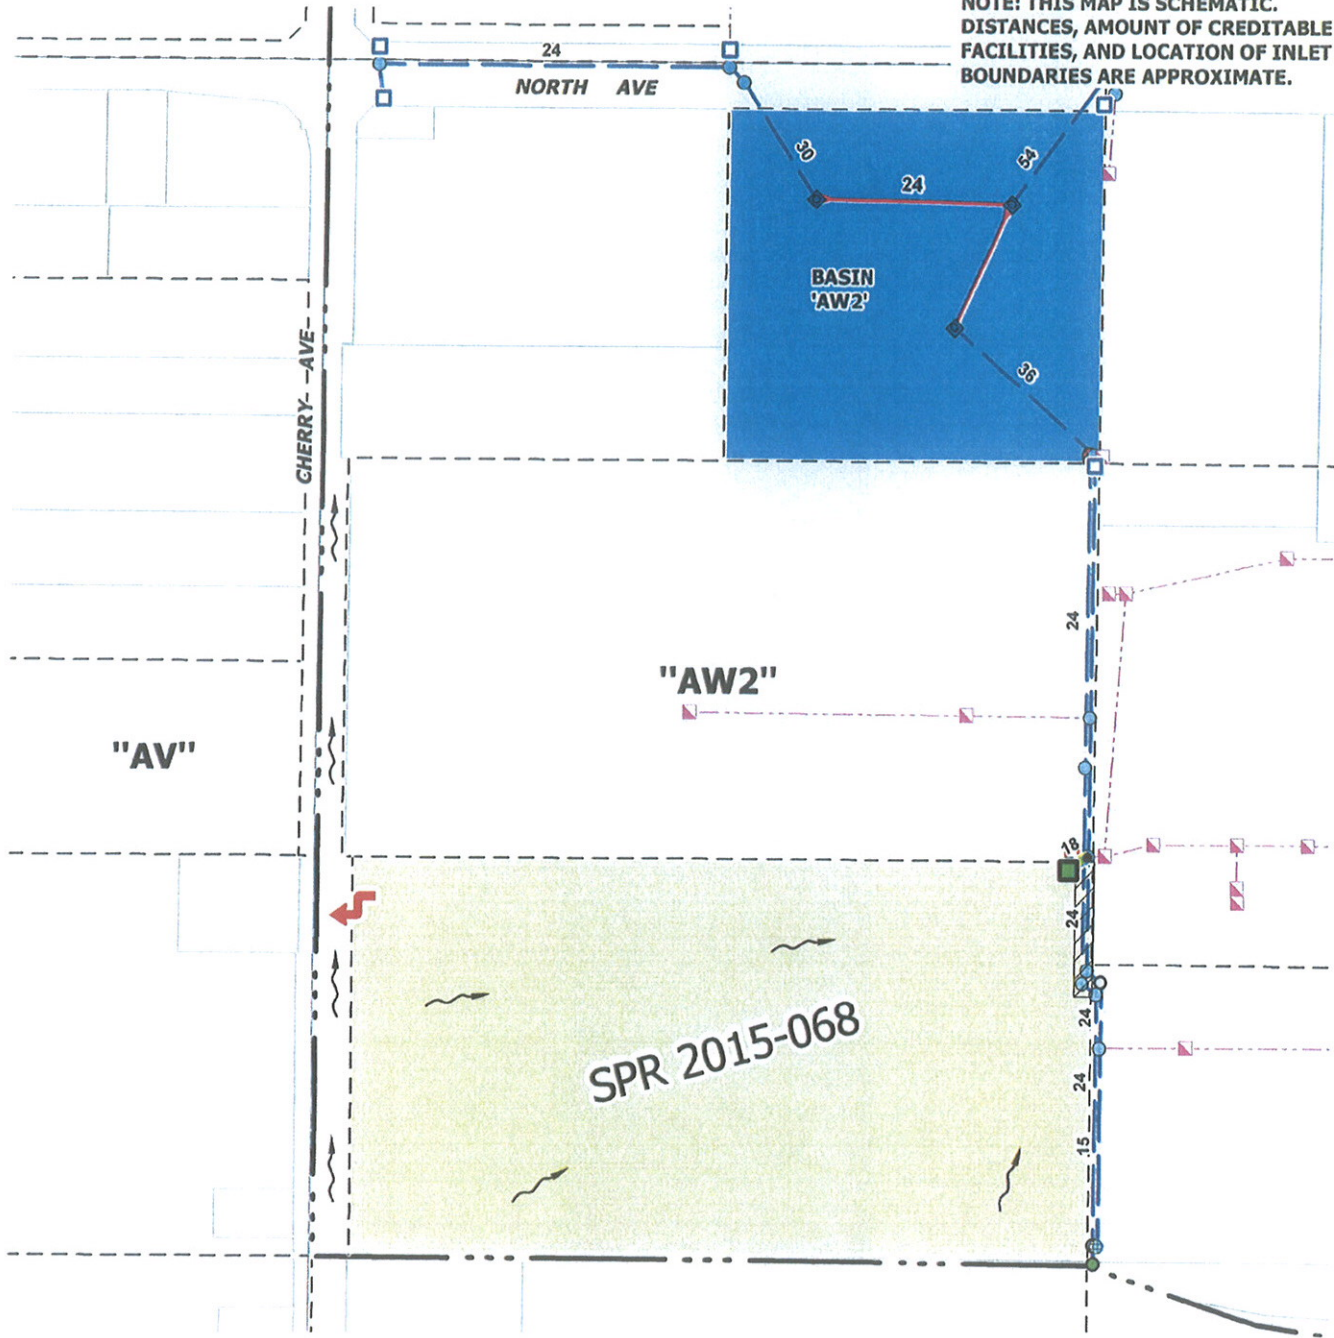 NOTE: THIS MAP IS SCHEMATIC.
DISTANCES, AMOUNT OF CREDITABLE
FACILITIES, AND LOCATION OF INLET
BOUNDARIES ARE APPROXIMATE.
24
NORTH AVE
30
54
24
BASIN
'AW2'
36
CHERRY AVE
24
"AW2"
"AV"
18
24
SPR 2015-068
24
24
15